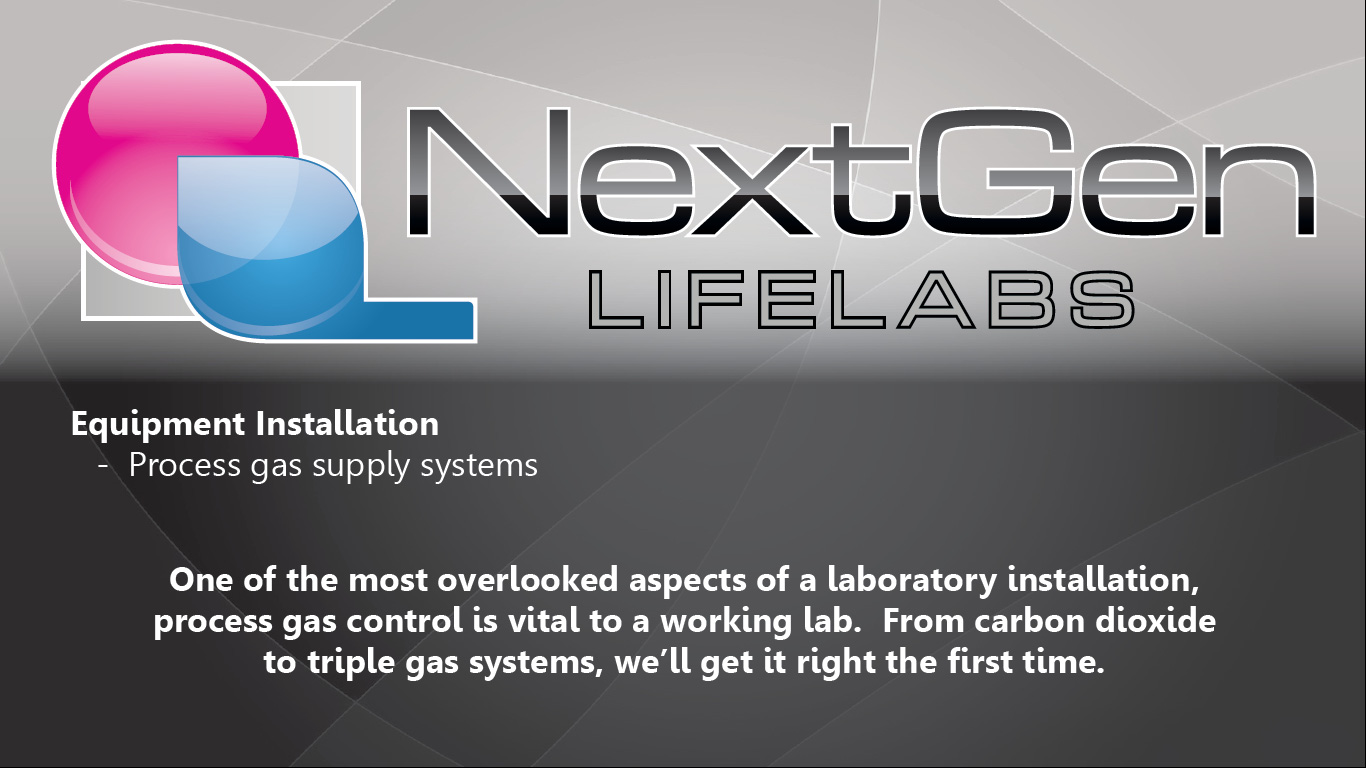 NextGen
LIFELABS
Equipment Installation
- Process gas supply systems
One of the most overlooked aspects of a laboratory installation,
process gas control is vital to a working lab.  From carbon dioxide
to triple gas systems, we’ll get it right the first time.